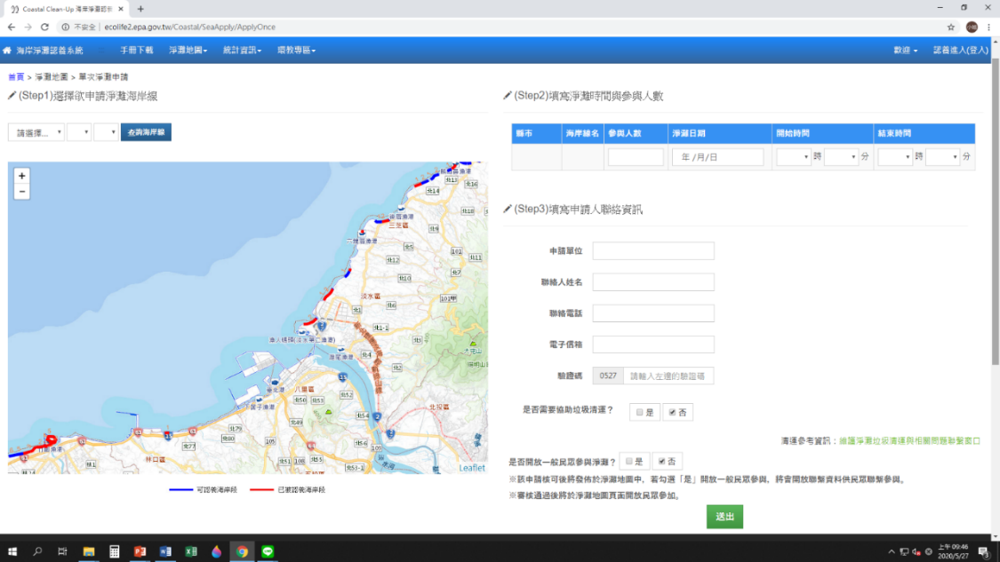 Coastal Clean-Up 海岸淨灘認養
不安全 | ecolife2.epa.gov.tw/Coastal/SeaApply/ApplyOnce
海岸淨灘認養系統 手冊下載 淨灘地圖 統計資訊 環教專區 歡迎 認養進入(登入)
首頁 > 淨灘地圖 > 單次淨灘申請
(Step1)選擇欲申請淨灘海岸線
請選擇... 查詢海岸線
+
−
三芝區
淡水區
八里區
北投區
林口區
大屯山
Leaflet
可認養海岸段 已被認養海岸段
(Step2)填寫淨灘時間與參與人數
縣市 海岸線名 參與人數 淨灘日期 開始時間 結束時間
年 /月/日 時 分 時 分
(Step3)填寫申請人聯絡資訊
申請單位
聯絡人姓名
聯絡電話
電子信箱
驗證碼 0527 請輸入左邊的驗證碼
是否需要協助垃圾清運？ 是 否
清運參考資訊：維護淨灘垃圾清運與相關問題聯繫窗口
是否開放一般民眾參與淨灘？ 是 否
※該申請核可後將發佈於淨灘地圖中，若勾選「是」開放一般民眾參與，將會開放聯繫資料供民眾聯繫參與。
※審核通過後將於淨灘地圖頁面開放民眾參加。
送出
上午 09:46
2020/5/27